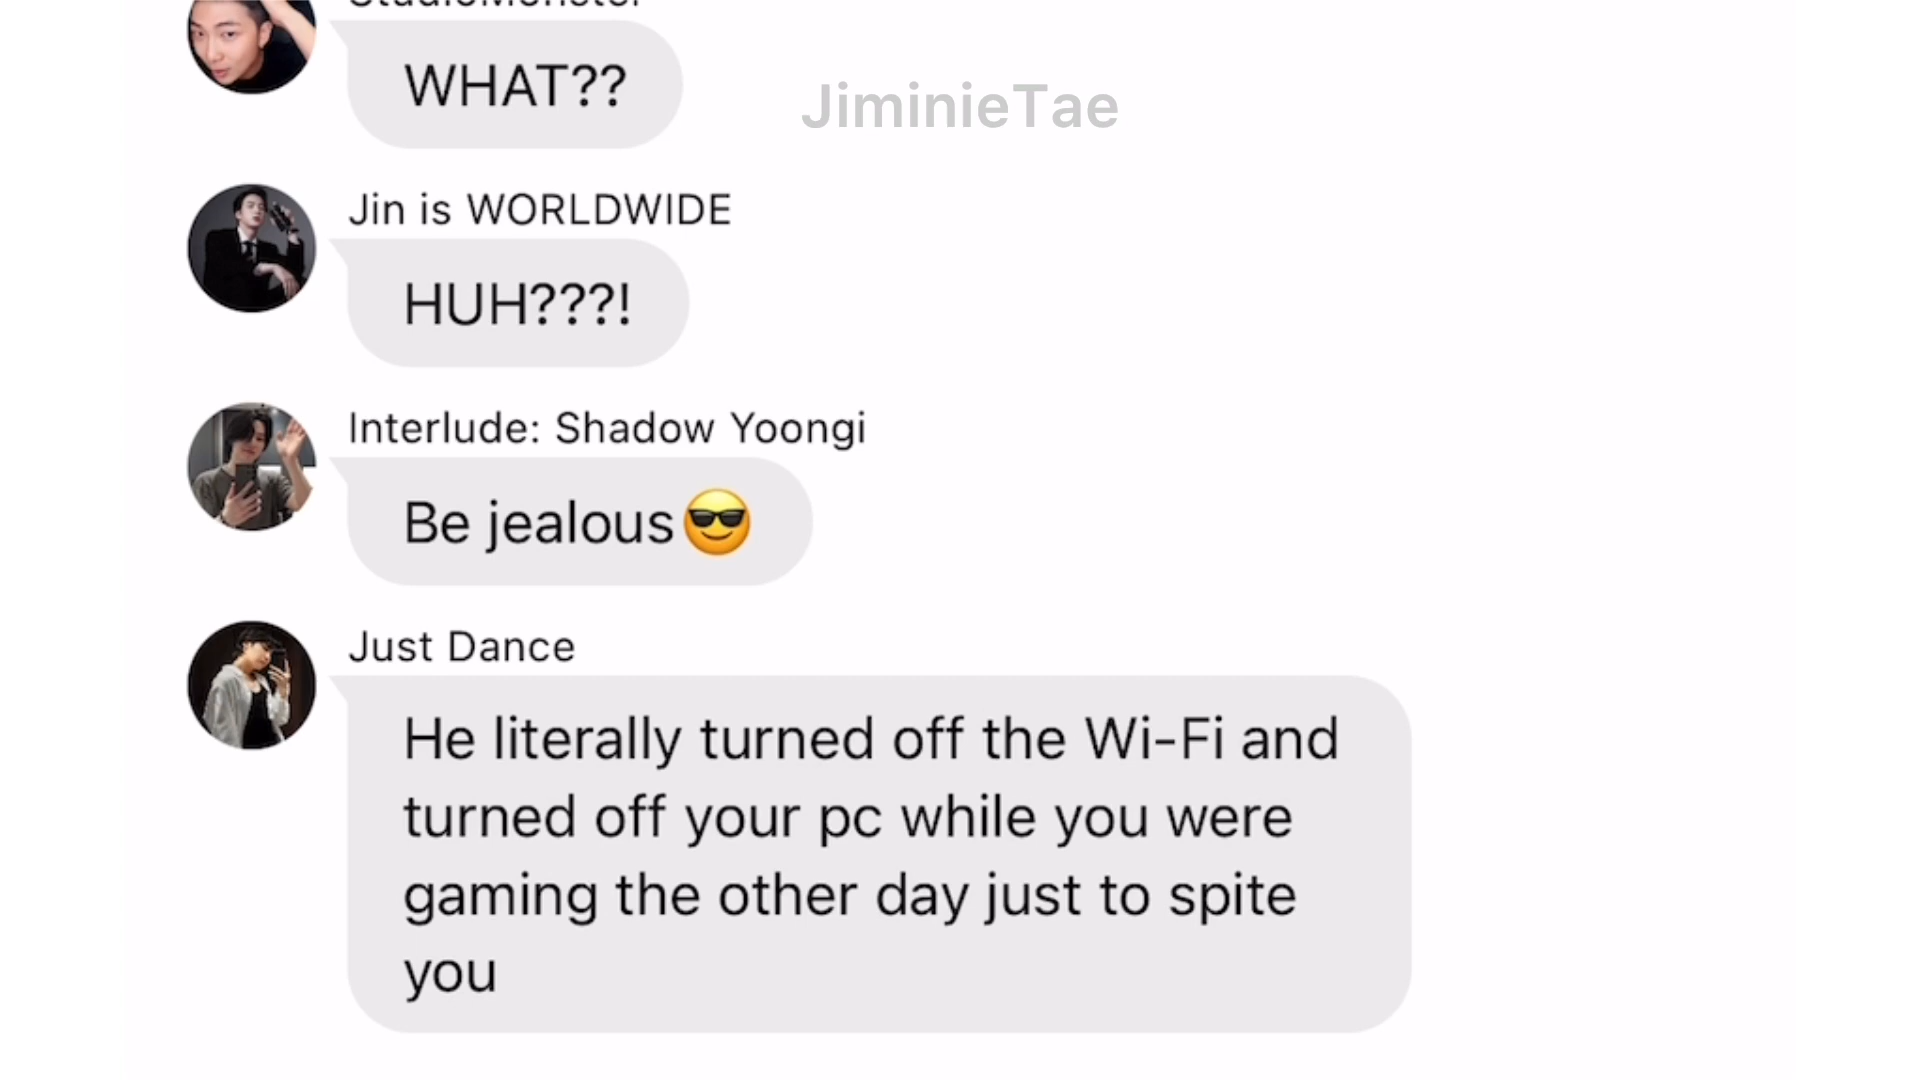 StudioMonster
WHAT??
JiminieTae
Jin is WORLDWIDE
HUH???!
Interlude: Shadow Yoongi
Be jealous😎
Just Dance
He literally turned off the Wi-Fi and
turned off your pc while you were
gaming the other day just to spite
you